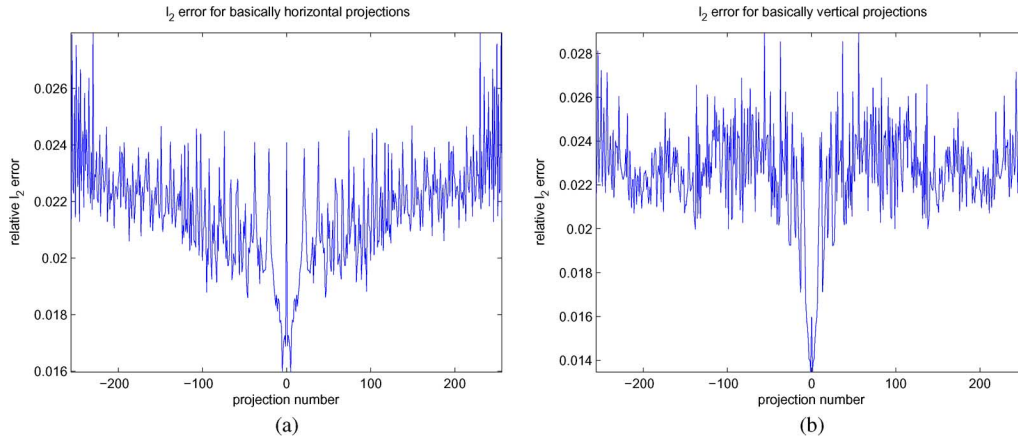 l₂ error for basically horizontal projections
relative l₂ error
0.026
0.024
0.022
0.02
0.018
0.016
−200 −100 0 100 200
projection number
(a)
l₂ error for basically vertical projections
relative l₂ error
0.028
0.026
0.024
0.022
0.02
0.018
0.016
0.014
−200 −100 0 100 200
projection number
(b)